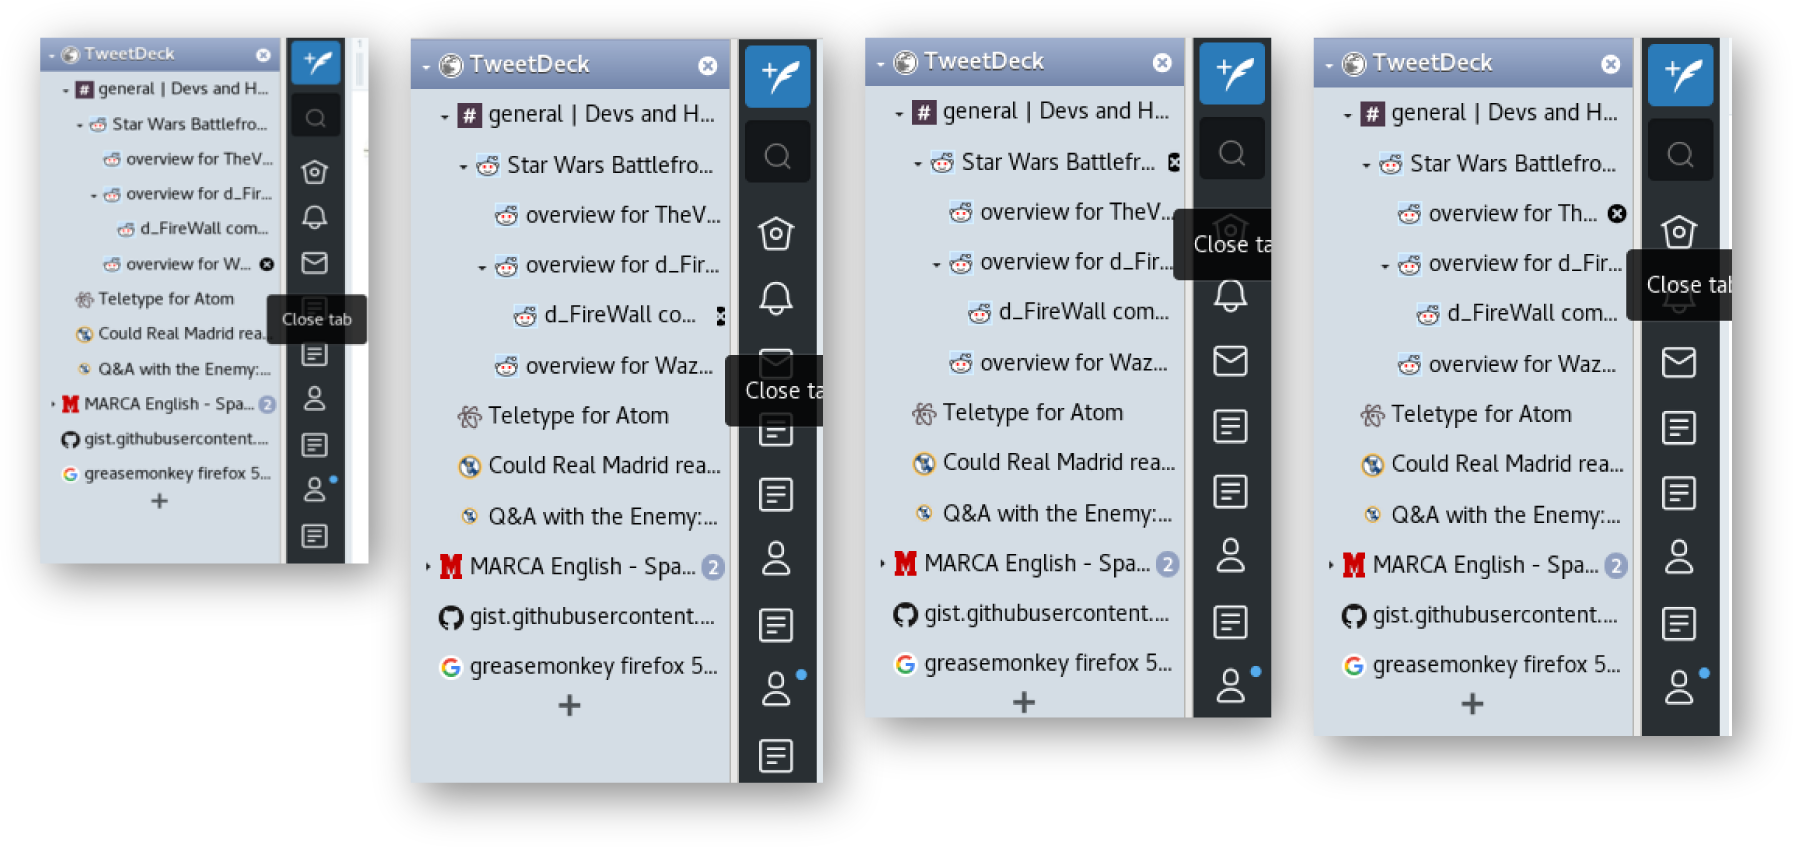 TweetDeck
# general | Devs and H...
Star Wars Battlefro...
overview for TheV...
overview for d_Fir...
d_FireWall com...
overview for W...
Teletype for Atom
Close tab
Could Real Madrid rea...
Q&A with the Enemy:...
M MARCA English - Spa... 2
gist.githubusercontent....
G greasemonkey firefox 5...
+
TweetDeck
# general | Devs and H...
Star Wars Battlefro...
overview for TheV...
overview for d_Fir...
d_FireWall co...
overview for Waz...
Close ta
Teletype for Atom
Could Real Madrid rea...
Q&A with the Enemy:...
M MARCA English - Spa... 2
gist.githubusercontent....
G greasemonkey firefox 5...
+
TweetDeck
# general | Devs and H...
Star Wars Battlefr...
overview for TheV...
Close ta
overview for d_Fir...
d_FireWall com...
overview for Waz...
Teletype for Atom
Could Real Madrid rea...
Q&A with the Enemy:...
M MARCA English - Spa... 2
gist.githubusercontent....
G greasemonkey firefox 5...
+
TweetDeck
# general | Devs and H...
Star Wars Battlefro...
overview for Th...
overview for d_Fir...
Close tab
d_FireWall com...
overview for Waz...
Teletype for Atom
Could Real Madrid rea...
Q&A with the Enemy:...
M MARCA English - Spa... 2
gist.githubusercontent....
G greasemonkey firefox 5...
+